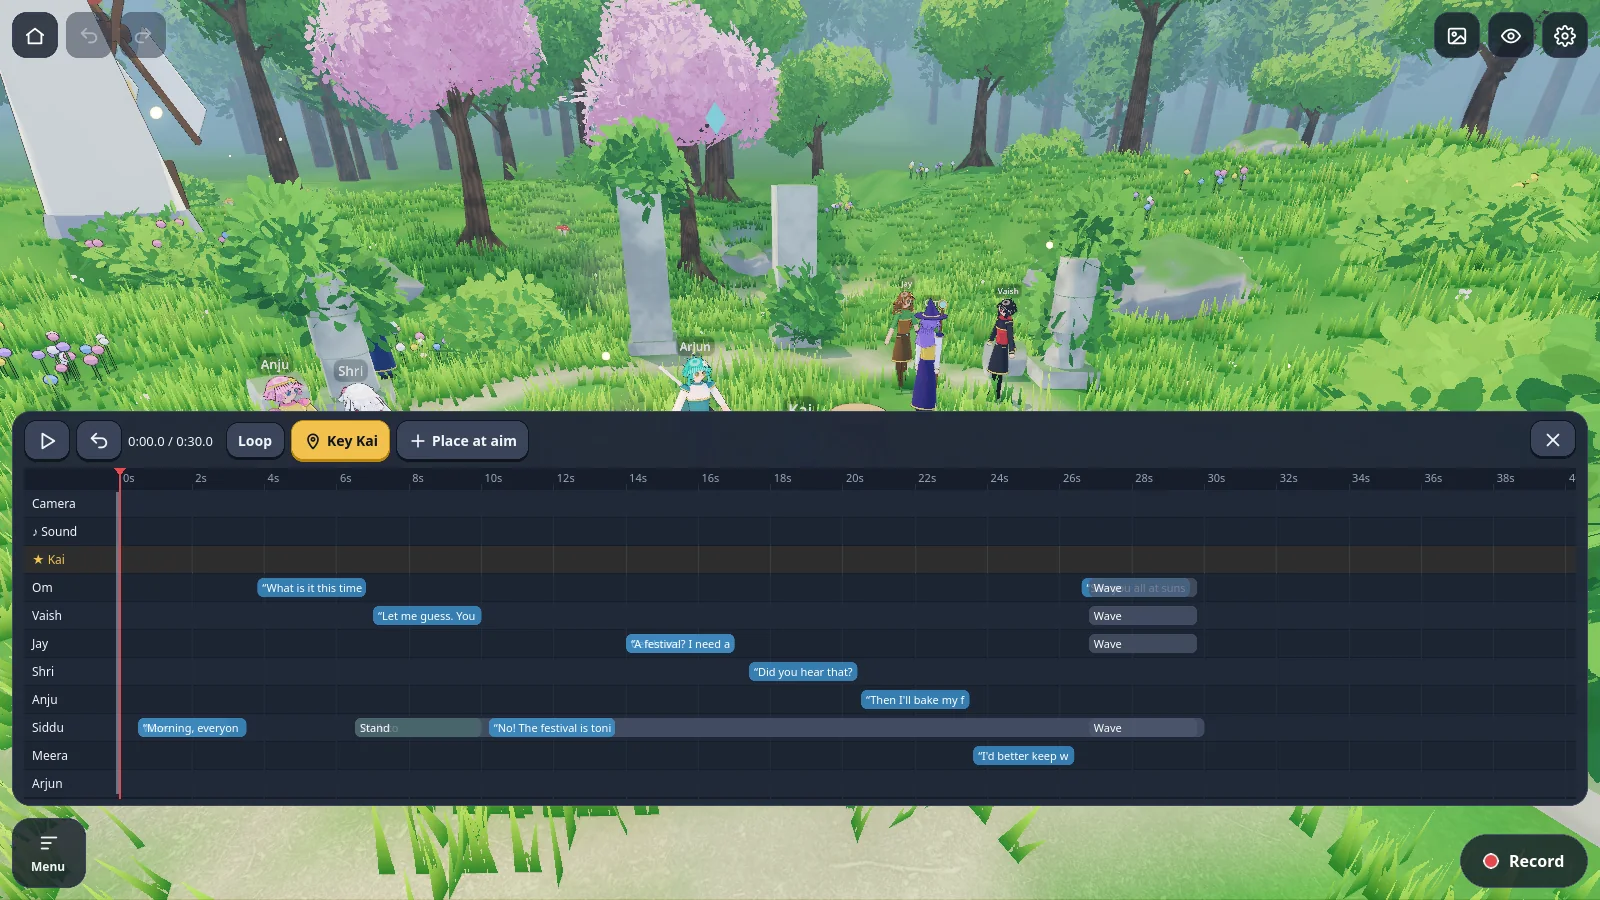 Jay
Vaish
Arjun
Anju
Shri
Kai
0:00.0 / 0:30.0
Loop
Key Kai
Place at aim
0s 2s 4s 6s 8s 10s 12s 14s 16s 18s 20s 22s 24s 26s 28s 30s 32s 34s 36s 38s 4
Camera
♪ Sound
★ Kai
Om "What is it this time Wave u all at suns
Vaish "Let me guess. You Wave
Jay "A festival? I need a Wave
Shri "Did you hear that?
Anju "Then I'll bake my f
Siddu "Morning, everyon Stand "No! The festival is toni Wave
Meera "I'd better keep w
Arjun
Menu
Record